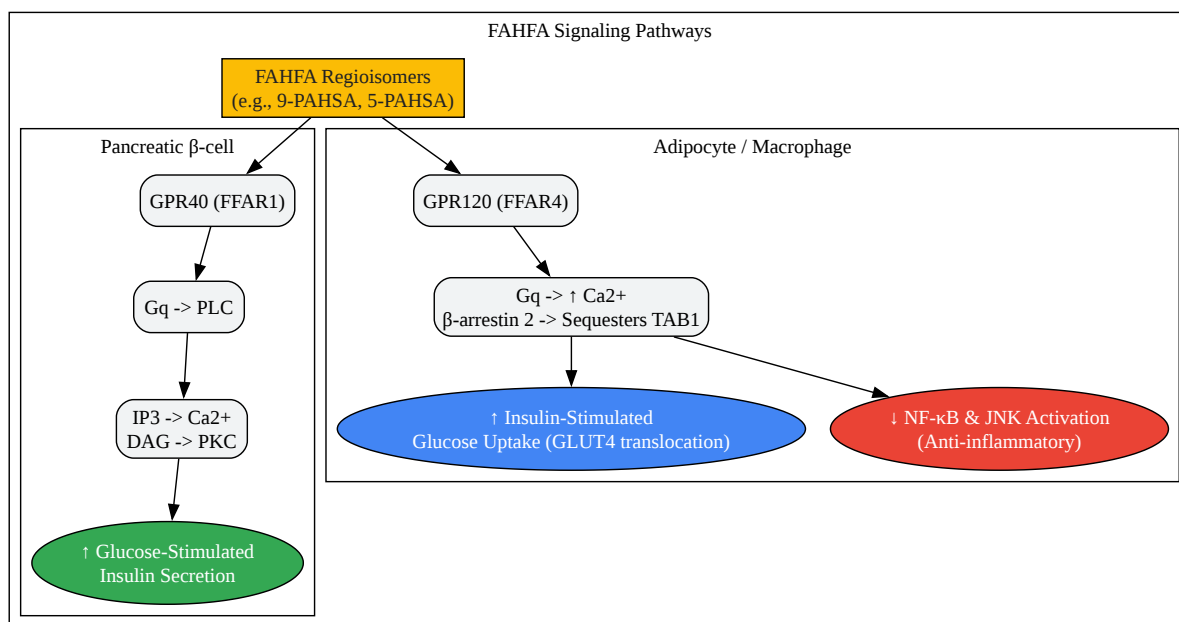 FAHFA Signaling Pathways
FAHFA Regioisomers
(e.g., 9-PAHSA, 5-PAHSA)
Pancreatic β-cell
GPR40 (FFAR1)
Gq -> PLC
IP3 -> Ca2+
DAG -> PKC
↑ Glucose-Stimulated
Insulin Secretion
Adipocyte / Macrophage
GPR120 (FFAR4)
Gq -> ↑ Ca2+
β-arrestin 2 -> Sequesters TAB1
↑ Insulin-Stimulated
Glucose Uptake (GLUT4 translocation)
↓ NF-κB & JNK Activation
(Anti-inflammatory)